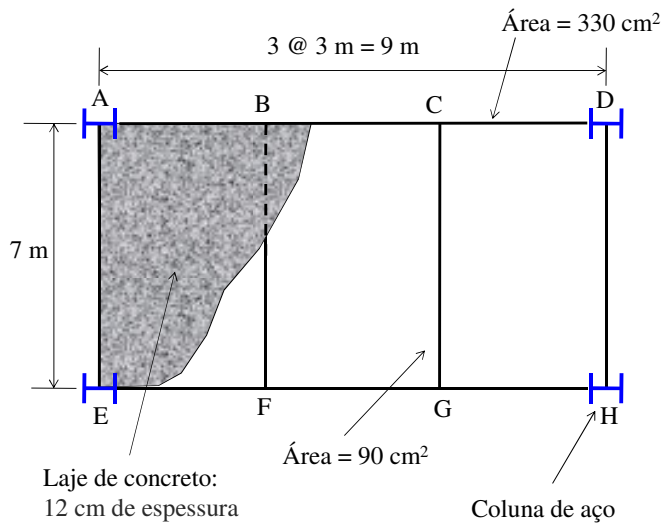 Área = 330 cm²
3 @ 3 m = 9 m
A
B
C
D
7 m
E
F
G
H
Área = 90 cm²
Laje de concreto:
12 cm de espessura
Coluna de aço